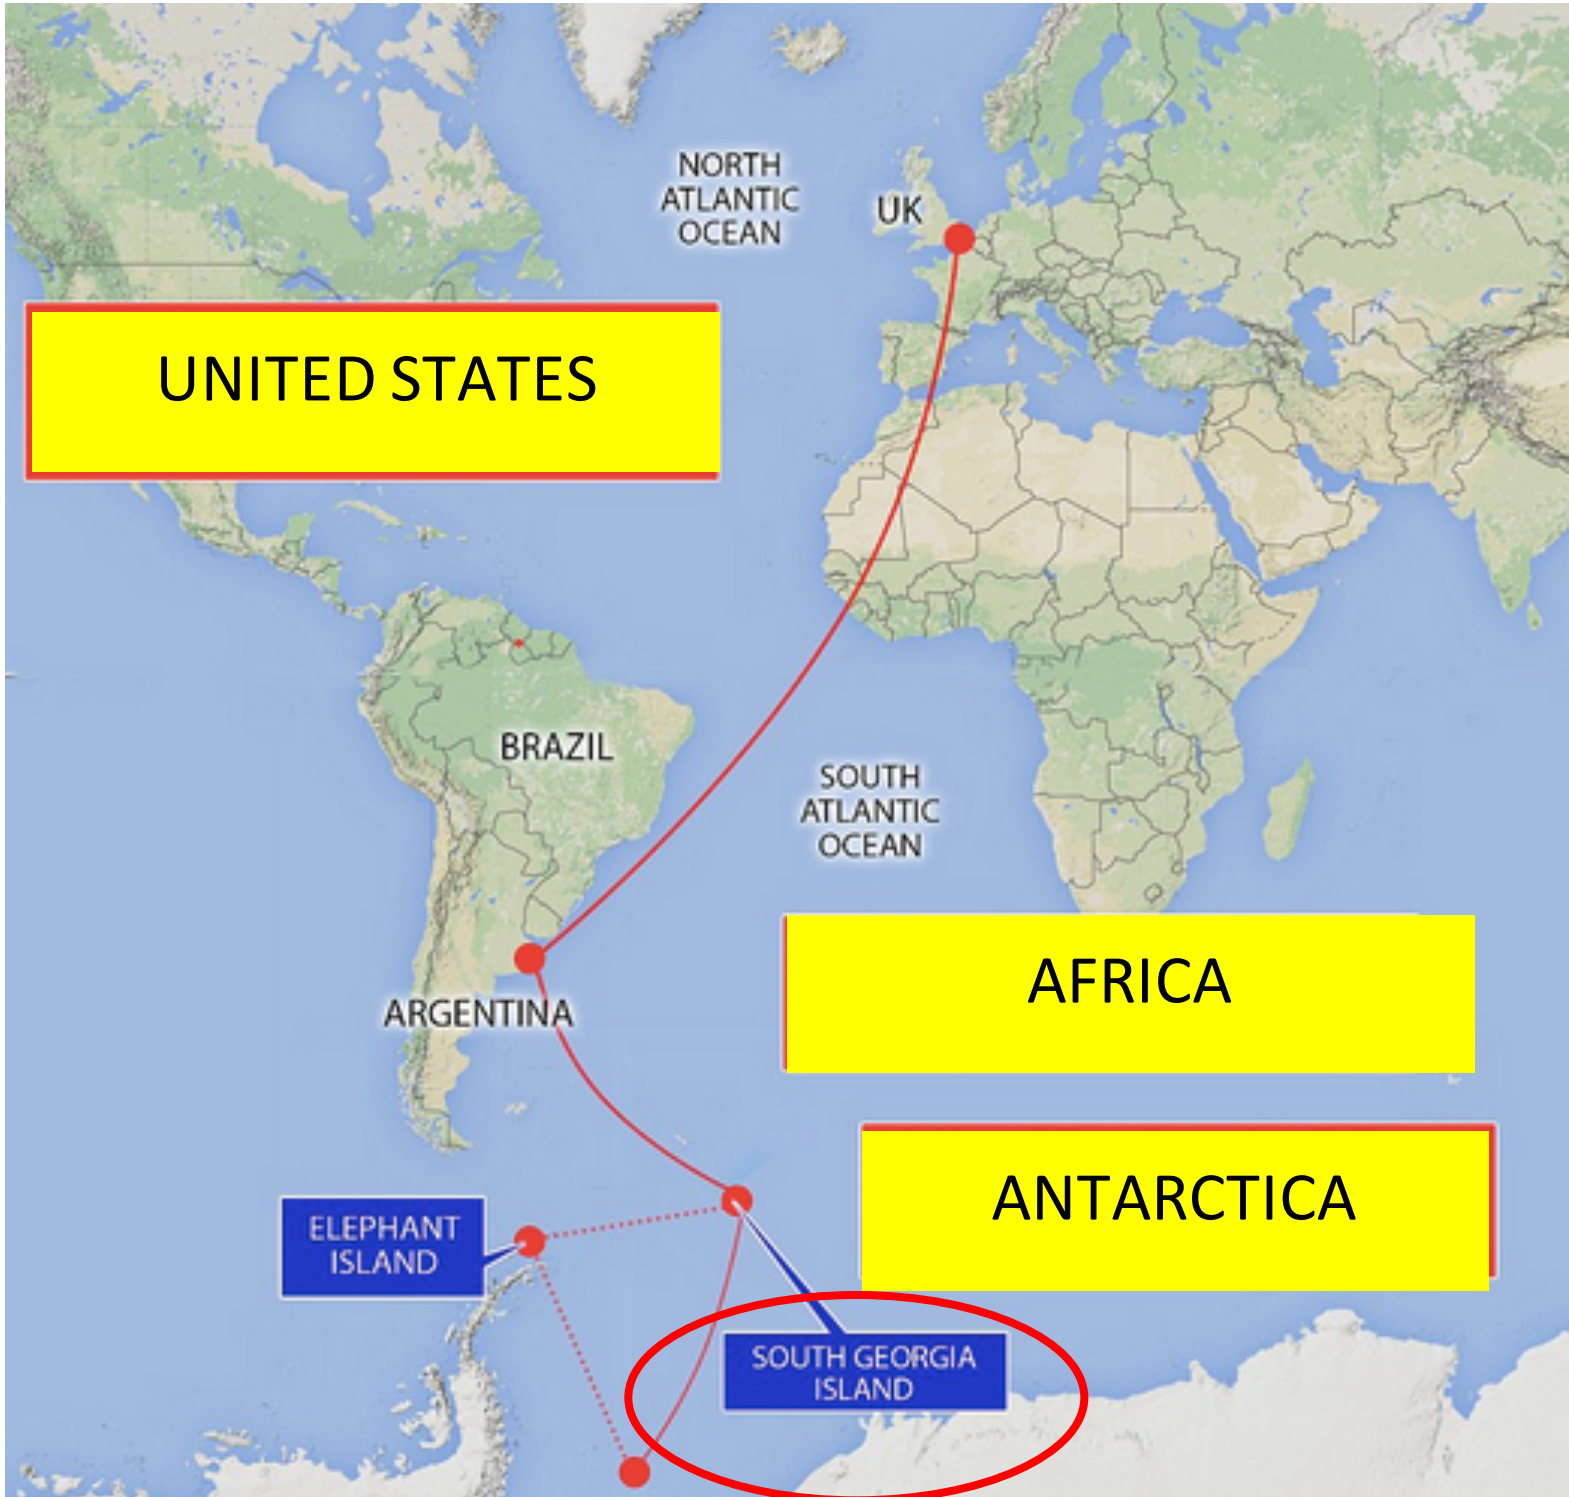 NORTH
ATLANTIC
OCEAN
UK
UNITED STATES
BRAZIL
SOUTH
ATLANTIC
OCEAN
AFRICA
ARGENTINA
ANTARCTICA
ELEPHANT
ISLAND
SOUTH GEORGIA
ISLAND